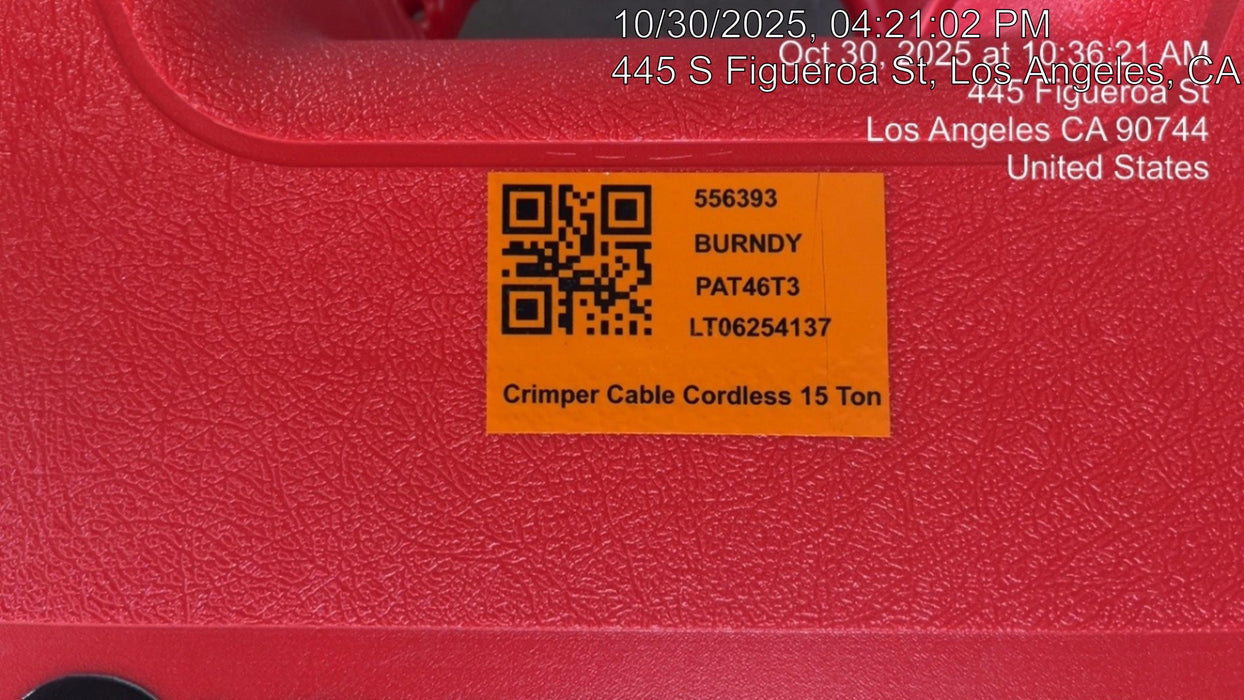 10/30/2025, 04:21:02 PM
445 S Figueroa St, Los Angeles, CA
Oct 30, 2025 at 10:36:21 AM
445 Figueroa St
Los Angeles CA 90744
United States
556393
BURNDY
PAT46T3
LT06254137
Crimper Cable Cordless 15 Ton